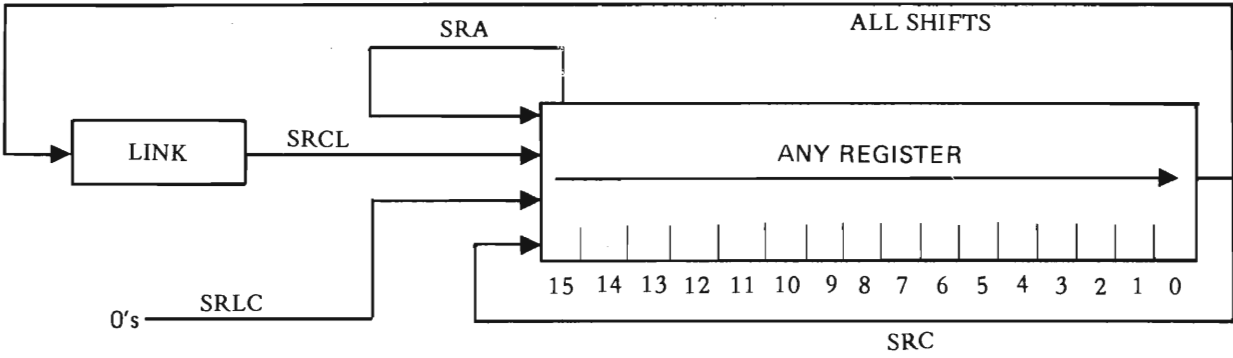 ALL SHIFTS
SRA
LINK
SRCL
ANY REGISTER
15 14 13 12 11 10 9 8 7 6 5 4 3 2 1 0
0's
SRLC
SRC